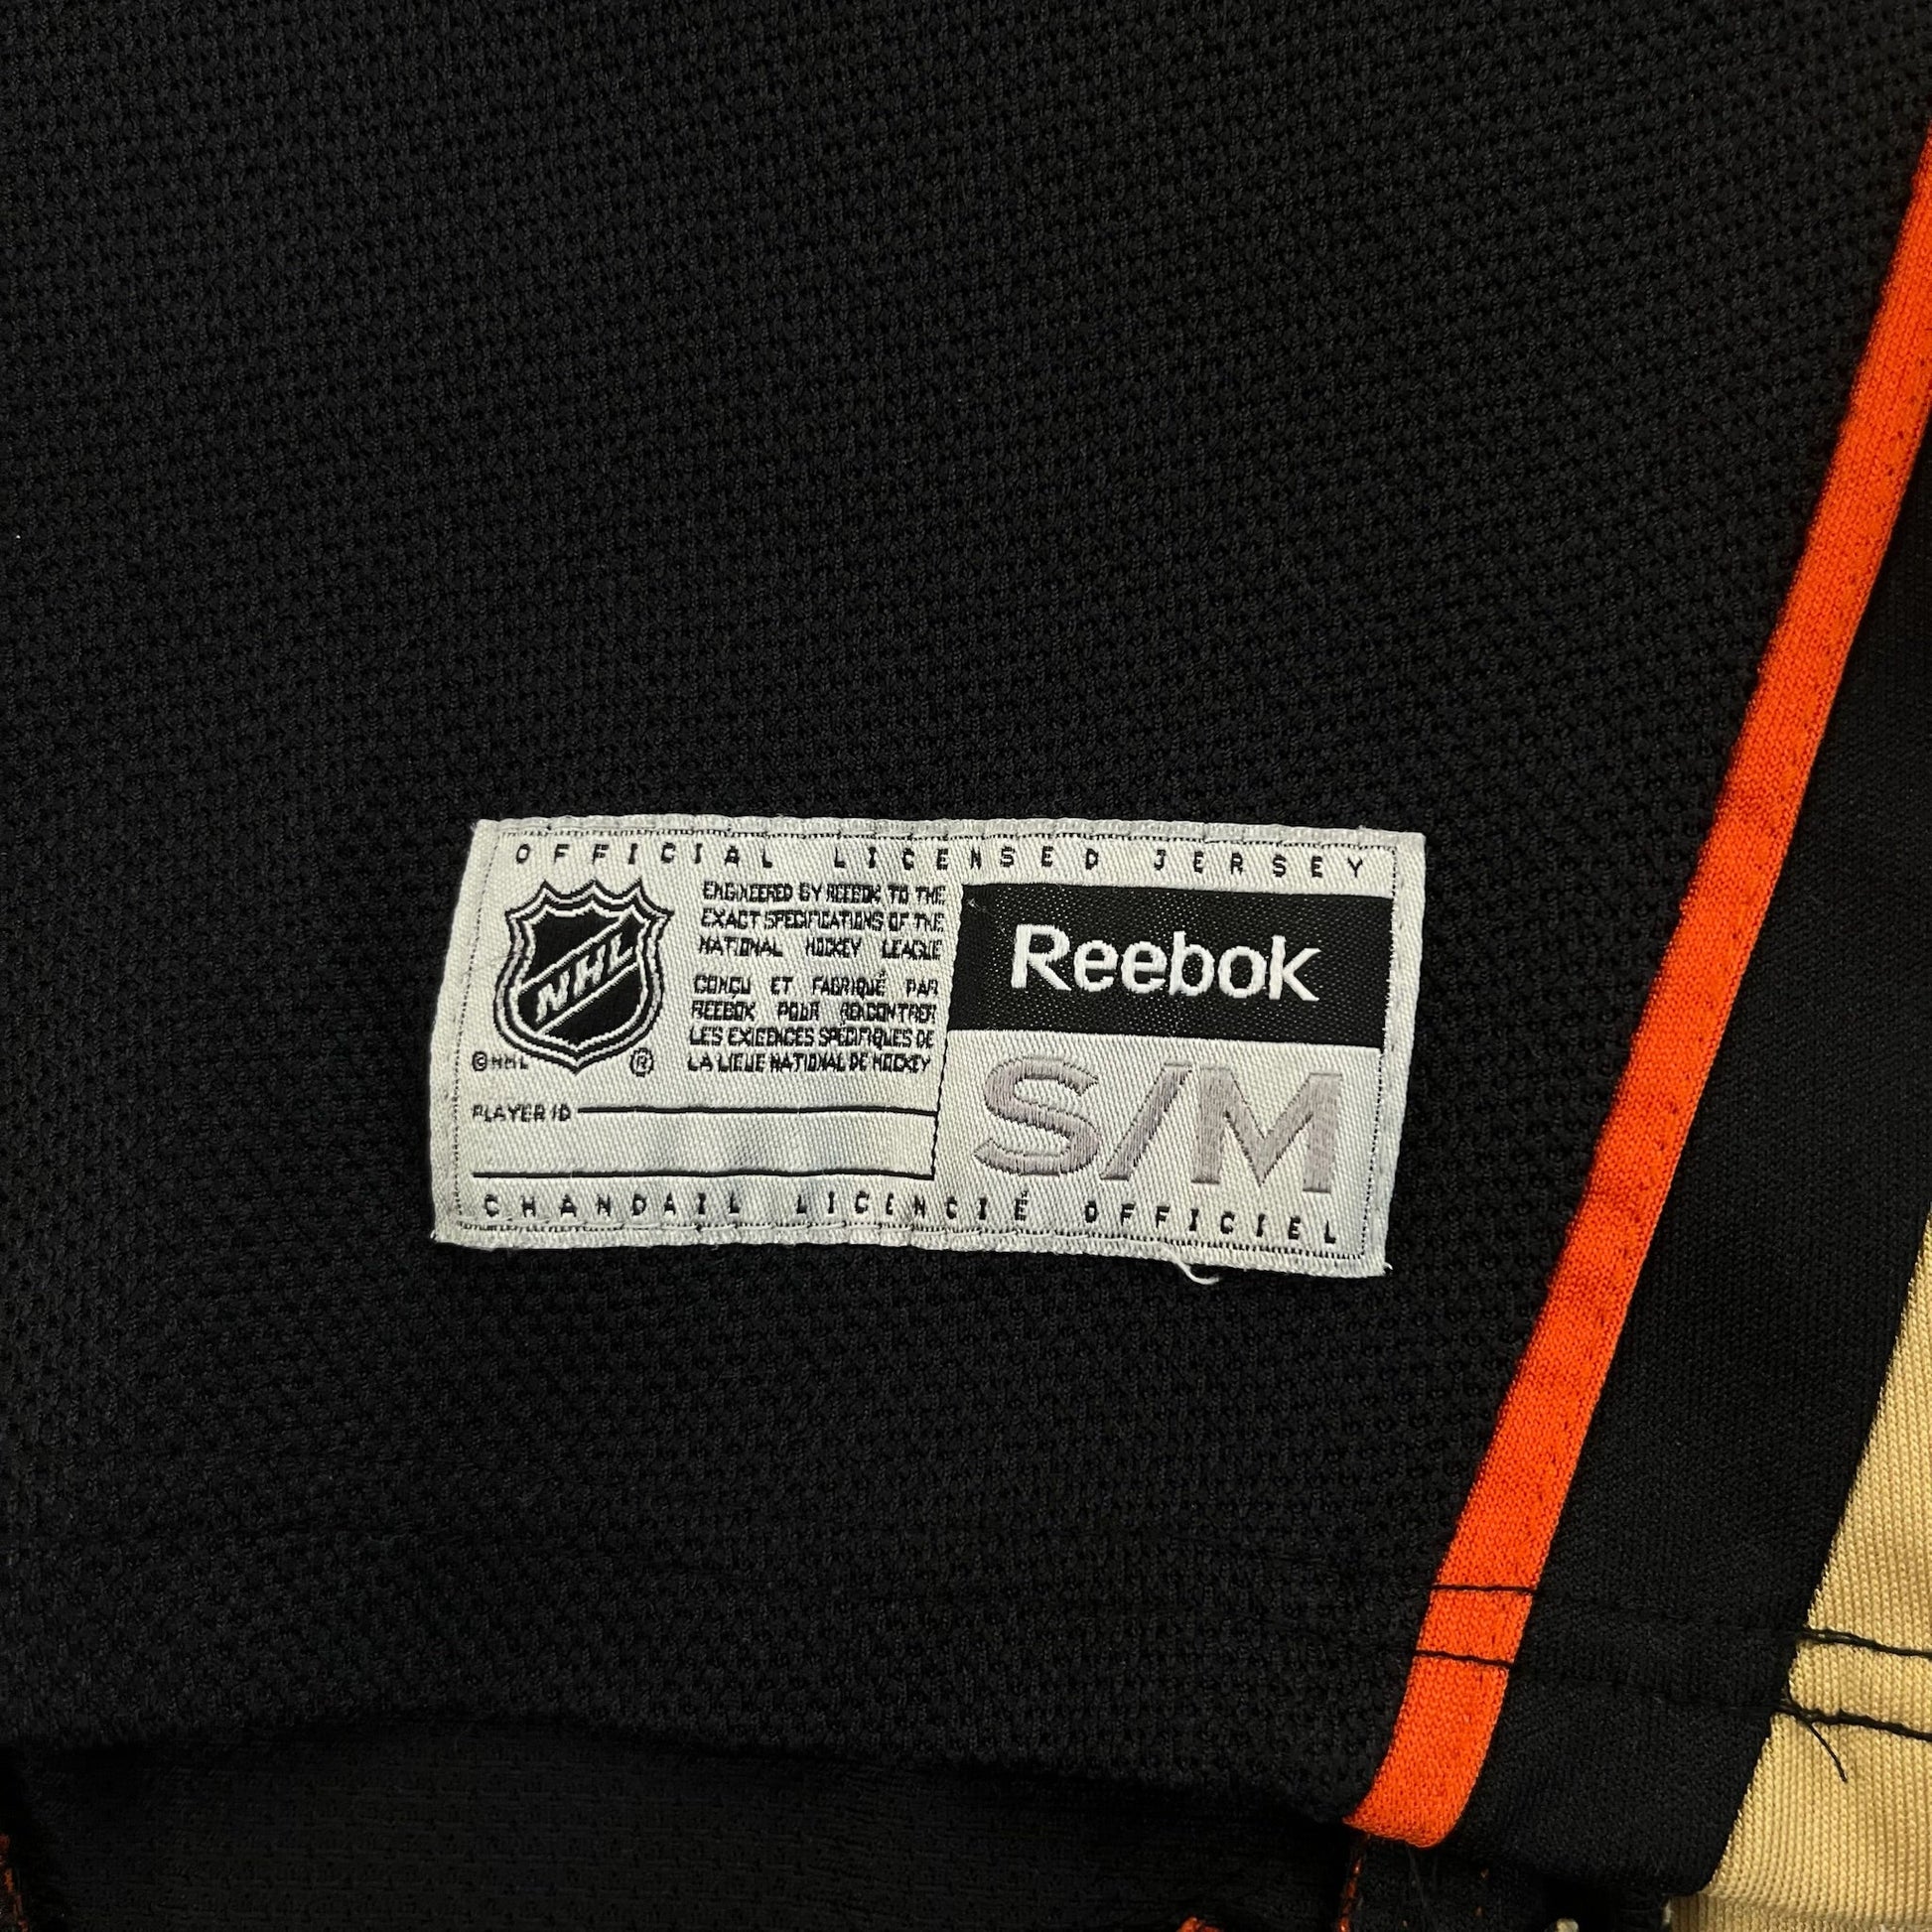 OFFICIAL LICENSED JERSEY
NHL
ENGINEERED BY REEBOK TO THE
EXACT SPECIFICATIONS OF THE
NATIONAL HOCKEY LEAGUE
CONÇU ET FABRIQUÉ PAR
REEBOK POUR RENCONTRER
LES EXIGENCES SPÉCIFIQUES DE
LA LIGUE NATIONAL DE HOCKEY
© NHL
®
PLAYER ID
Reebok
S/M
CHANDAIL LICENCIÉ OFFICIEL